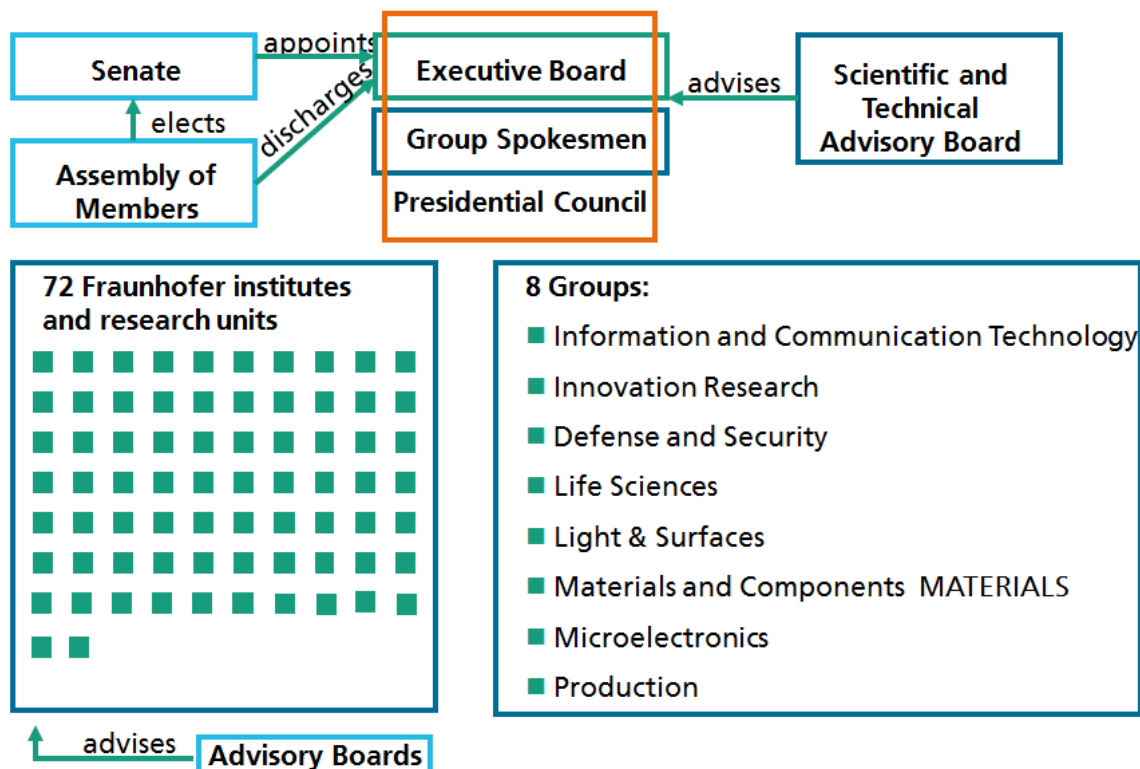 appoints
Senate
Executive Board
advises
Scientific and
Technical
Advisory Board
discharges
elects
Group Spokesmen
Assembly of
Members
Presidential Council
72 Fraunhofer institutes
and research units
8 Groups:
Information and Communication Technology
Innovation Research
Defense and Security
Life Sciences
Light & Surfaces
Materials and Components MATERIALS
Microelectronics
Production
advises
Advisory Boards